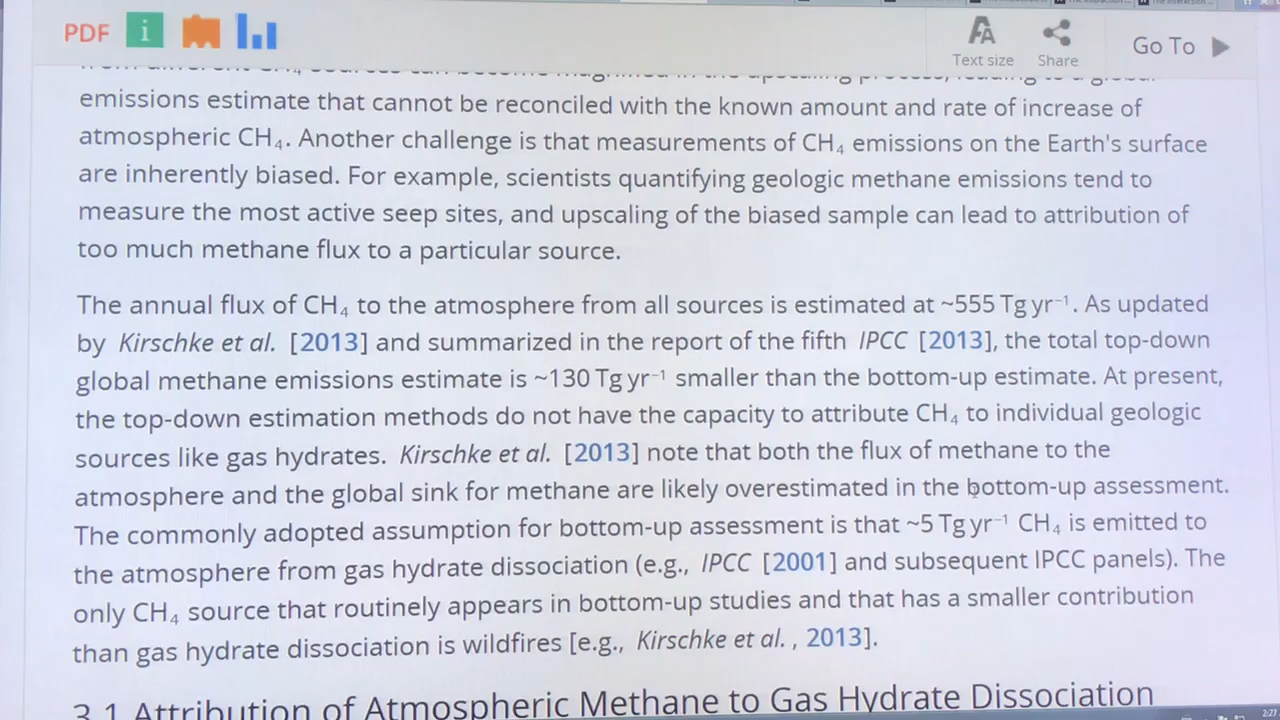 PDF i
Text size Share Go To
emissions estimate that cannot be reconciled with the known amount and rate of increase of
atmospheric CH₄. Another challenge is that measurements of CH₄ emissions on the Earth's surface
are inherently biased. For example, scientists quantifying geologic methane emissions tend to
measure the most active seep sites, and upscaling of the biased sample can lead to attribution of
too much methane flux to a particular source.
The annual flux of CH₄ to the atmosphere from all sources is estimated at ~555 Tg yr⁻¹. As updated
by Kirschke et al. [2013] and summarized in the report of the fifth IPCC [2013], the total top-down
global methane emissions estimate is ~130 Tg yr⁻¹ smaller than the bottom-up estimate. At present,
the top-down estimation methods do not have the capacity to attribute CH₄ to individual geologic
sources like gas hydrates. Kirschke et al. [2013] note that both the flux of methane to the
atmosphere and the global sink for methane are likely overestimated in the bottom-up assessment.
The commonly adopted assumption for bottom-up assessment is that ~5 Tg yr⁻¹ CH₄ is emitted to
the atmosphere from gas hydrate dissociation (e.g., IPCC [2001] and subsequent IPCC panels). The
only CH₄ source that routinely appears in bottom-up studies and that has a smaller contribution
than gas hydrate dissociation is wildfires [e.g., Kirschke et al. , 2013].
3.1 Attribution of Atmospheric Methane to Gas Hydrate Dissociation
2:27